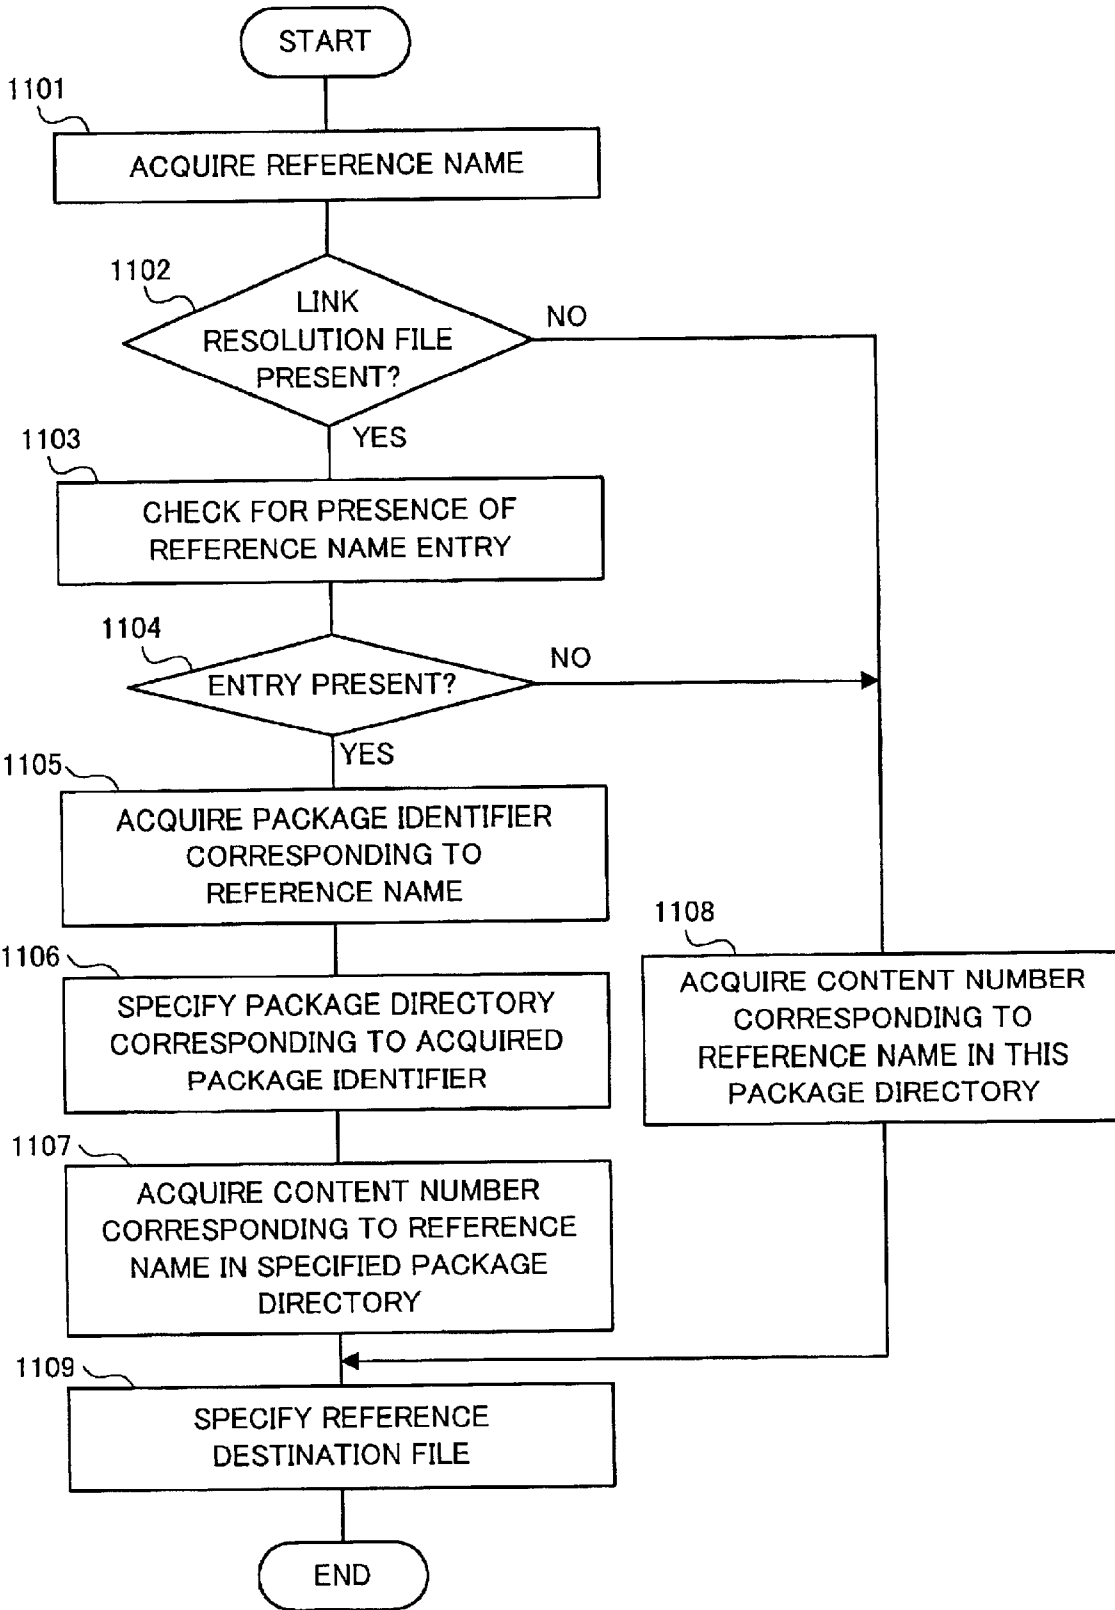 START
1101
ACQUIRE REFERENCE NAME
1102
LINK
RESOLUTION FILE
PRESENT?
NO
YES
1103
CHECK FOR PRESENCE OF
REFERENCE NAME ENTRY
1104
ENTRY PRESENT?
NO
YES
1105
ACQUIRE PACKAGE IDENTIFIER
CORRESPONDING TO
REFERENCE NAME
1106
SPECIFY PACKAGE DIRECTORY
CORRESPONDING TO ACQUIRED
PACKAGE IDENTIFIER
1108
ACQUIRE CONTENT NUMBER
CORRESPONDING TO
REFERENCE NAME IN THIS
PACKAGE DIRECTORY
1107
ACQUIRE CONTENT NUMBER
CORRESPONDING TO REFERENCE
NAME IN SPECIFIED PACKAGE
DIRECTORY
1109
SPECIFY REFERENCE
DESTINATION FILE
END